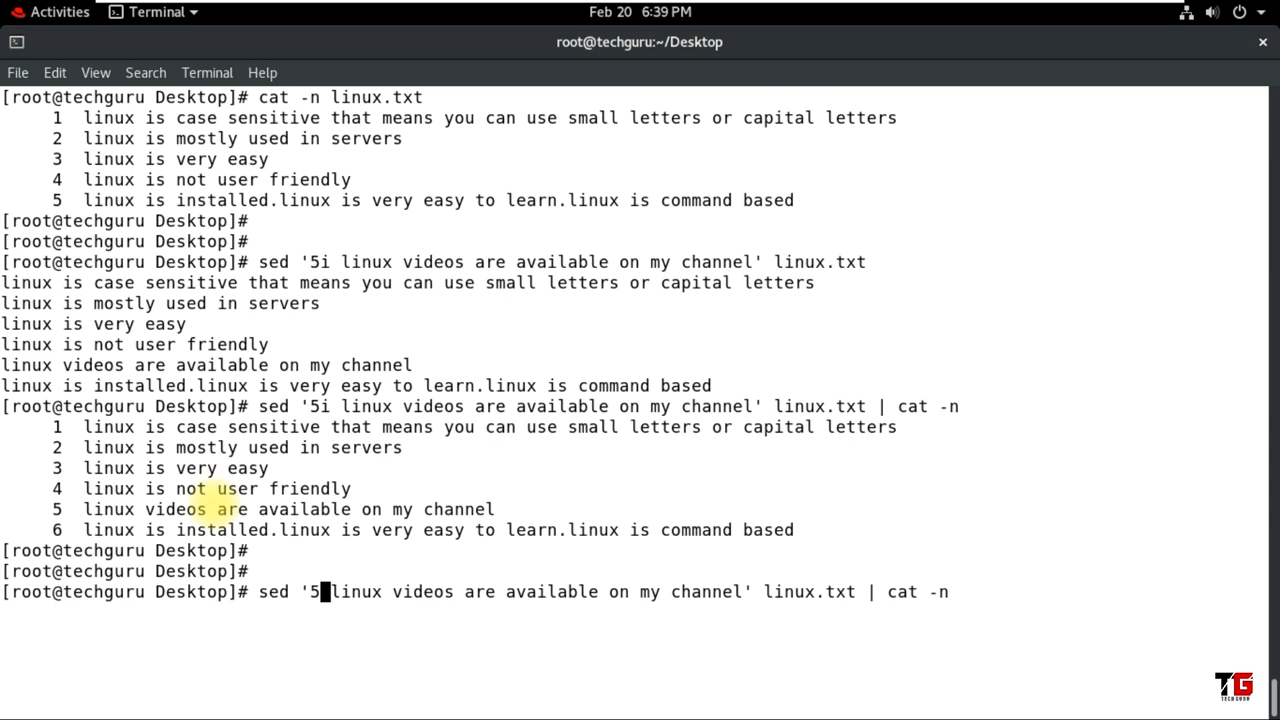 Activities Terminal Feb 20 6:39 PM
root@techguru:~/Desktop
File Edit View Search Terminal Help
[root@techguru Desktop]# cat -n linux.txt
1 linux is case sensitive that means you can use small letters or capital letters
2 linux is mostly used in servers
3 linux is very easy
4 linux is not user friendly
5 linux is installed.linux is very easy to learn.linux is command based
[root@techguru Desktop]#
[root@techguru Desktop]#
[root@techguru Desktop]# sed '5i linux videos are available on my channel' linux.txt
linux is case sensitive that means you can use small letters or capital letters
linux is mostly used in servers
linux is very easy
linux is not user friendly
linux videos are available on my channel
linux is installed.linux is very easy to learn.linux is command based
[root@techguru Desktop]# sed '5i linux videos are available on my channel' linux.txt | cat -n
1 linux is case sensitive that means you can use small letters or capital letters
2 linux is mostly used in servers
3 linux is very easy
4 linux is not user friendly
5 linux videos are available on my channel
6 linux is installed.linux is very easy to learn.linux is command based
[root@techguru Desktop]#
[root@techguru Desktop]#
[root@techguru Desktop]# sed '5 linux videos are available on my channel' linux.txt | cat -n
TG
TECH GURU